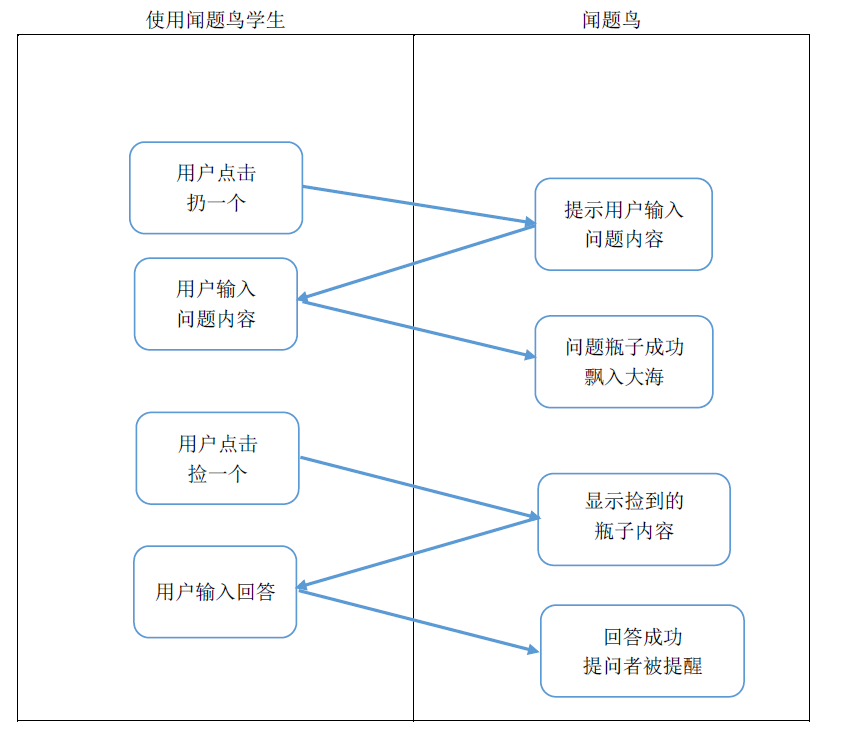 使用闻题鸟学生
闻题鸟
用户点击
扔一个
提示用户输入
问题内容
用户输入
问题内容
问题瓶子成功
飘入大海
用户点击
捡一个
显示捡到的
瓶子内容
用户输入回答
回答成功
提问者被提醒